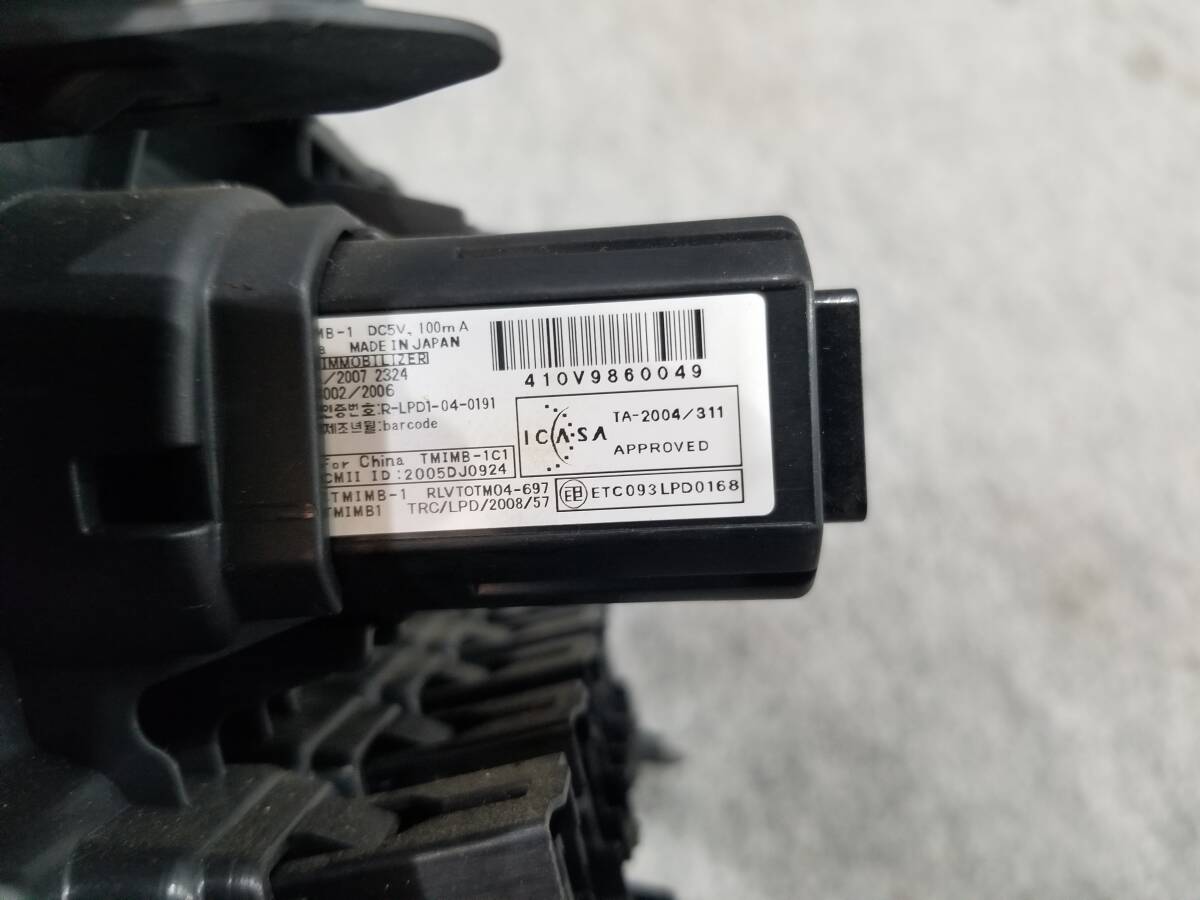 MB-1 DC5V, 100mA
MADE IN JAPAN
IMMOBILIZER
/2007 2324
002/2006
인증번호:R-LPD1-04-0191
제조년월:barcode
For China TMIMB-1C1
CMII ID:2005DJ0924
TMIMB-1 RLVTOTM04-697
TMIMB1 TRC/LPD/2008/57
410V9860049
ICASA
TA-2004/311
APPROVED
ETC093LPD0168